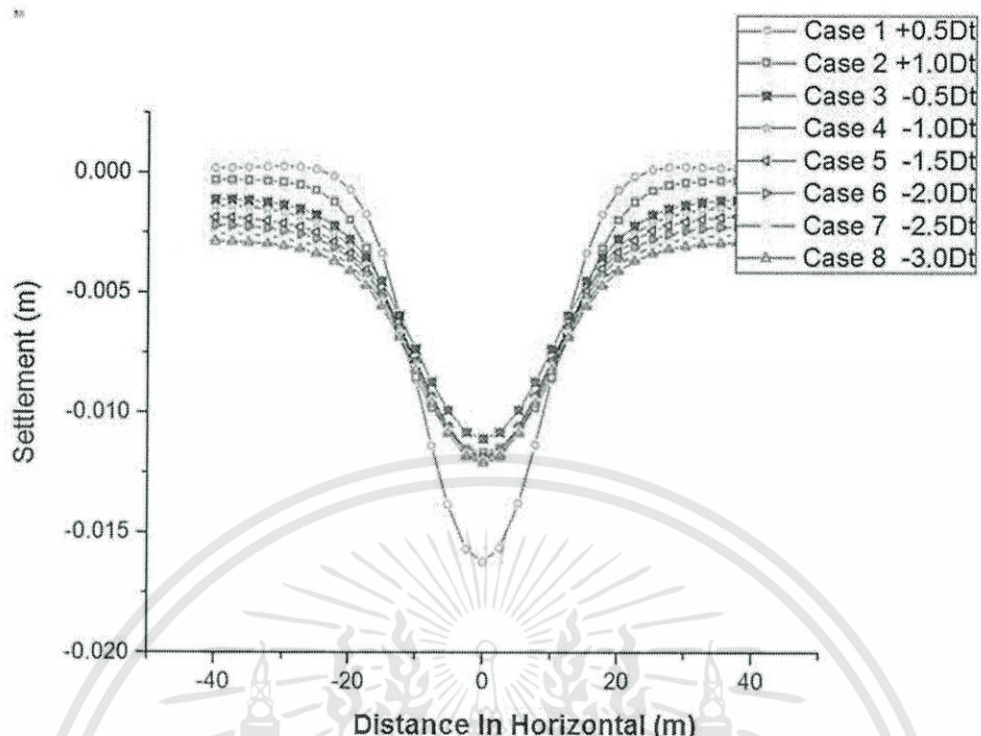 Case 1 +0.5Dt
Case 2 +1.0Dt
Case 3 -0.5Dt
Case 4 -1.0Dt
Case 5 -1.5Dt
Case 6 -2.0Dt
Case 7 -2.5Dt
Case 8 -3.0Dt
0.000
-0.005
-0.010
-0.015
-0.020
Settlement (m)
-40
-20
0
20
40
Distance In Horizontal (m)